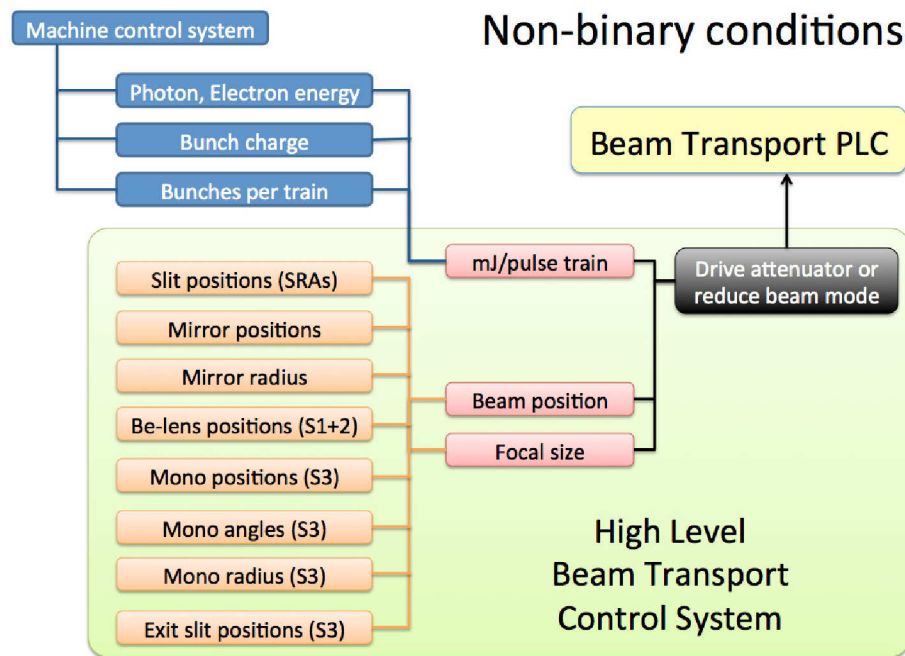 Machine control system
Non-binary conditions
Photon, Electron energy
Bunch charge
Bunches per train
Beam Transport PLC
mJ/pulse train
Drive attenuator or
reduce beam mode
Slit positions (SRAs)
Mirror positions
Mirror radius
Be-lens positions (S1+2)
Mono positions (S3)
Mono angles (S3)
Mono radius (S3)
Exit slit positions (S3)
Beam position
Focal size
High Level
Beam Transport
Control System